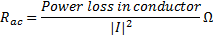 R_ac = Power loss in conductor / |I|² Ω